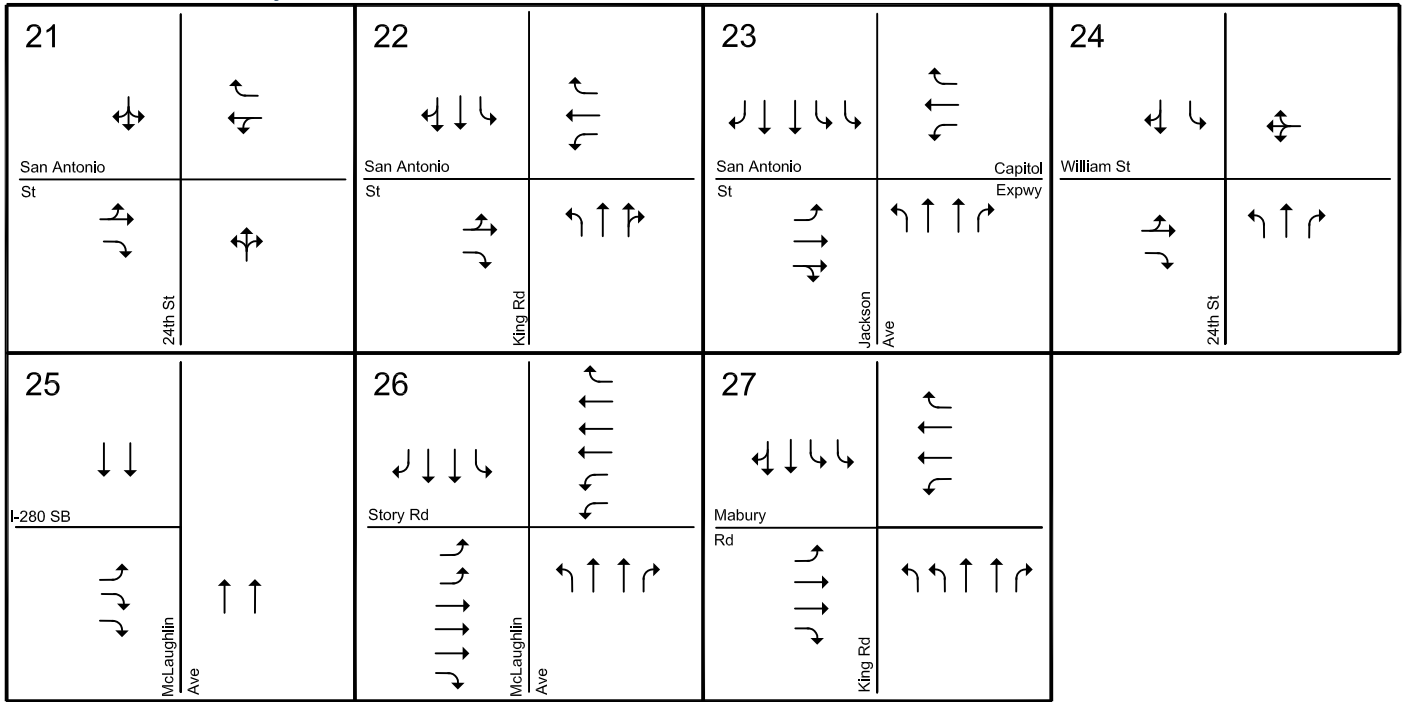 21
San Antonio
St
24th St
22
San Antonio
St
King Rd
23
San Antonio
St
Capitol
Expwy
Jackson
Ave
24
William St
24th St
25
I-280 SB
McLaughlin
Ave
26
Story Rd
McLaughlin
Ave
27
Mabury
Rd
King Rd